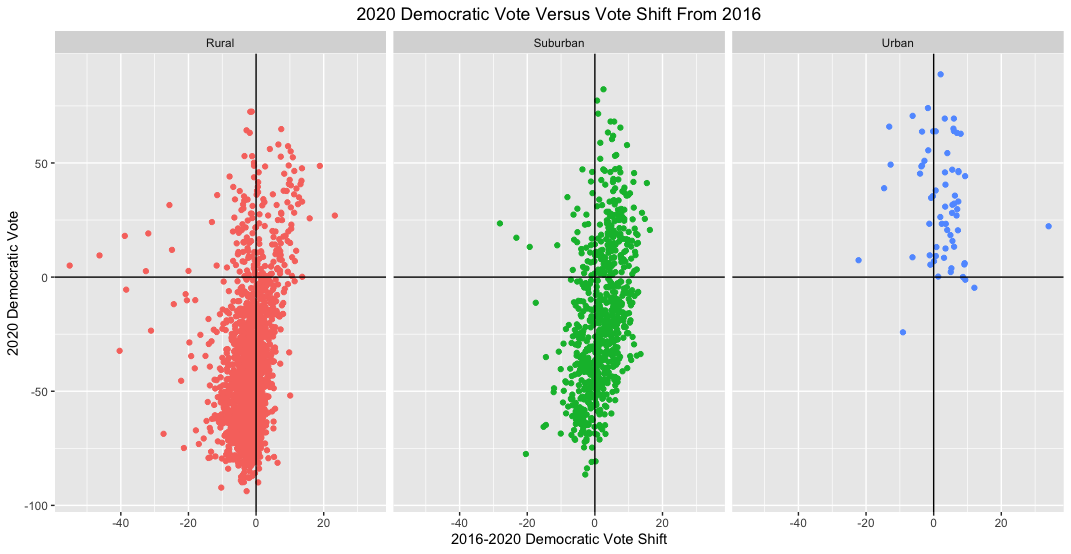 2020 Democratic Vote Versus Vote Shift From 2016
Rural Suburban Urban
2020 Democratic Vote
50
0
-50
-100
-40 -20 0 20 -40 -20 0 20 -40 -20 0 20
2016-2020 Democratic Vote Shift